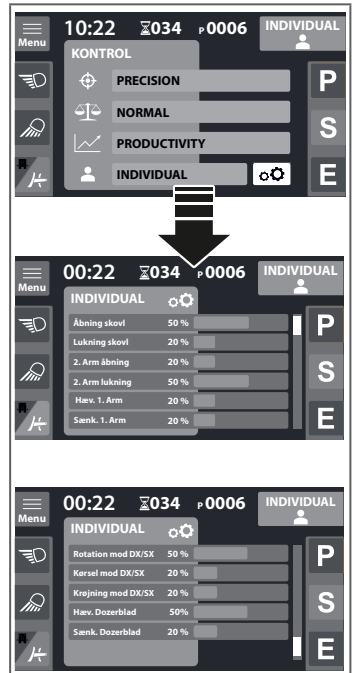 Menu 10:22 034 P 0006 INDIVIDUAL
KONTROL
PRECISION
NORMAL
PRODUCTIVITY
INDIVIDUAL
P
S
E
Menu 00:22 034 P 0006 INDIVIDUAL
INDIVIDUAL
Åbning skovl 50 %
Lukning skovl 20 %
2. Arm åbning 20 %
2. Arm lukning 50 %
Hæv. 1. Arm 20 %
Sænk. 1. Arm 20 %
P
S
E
Menu 00:22 034 P 0006 INDIVIDUAL
INDIVIDUAL
Rotation mod DX/SX 50 %
Kørsel mod DX/SX 20 %
Krøjning mod DX/SX 20 %
Hæv. Dozerblad 50%
Sænk. Dozerblad 20 %
P
S
E